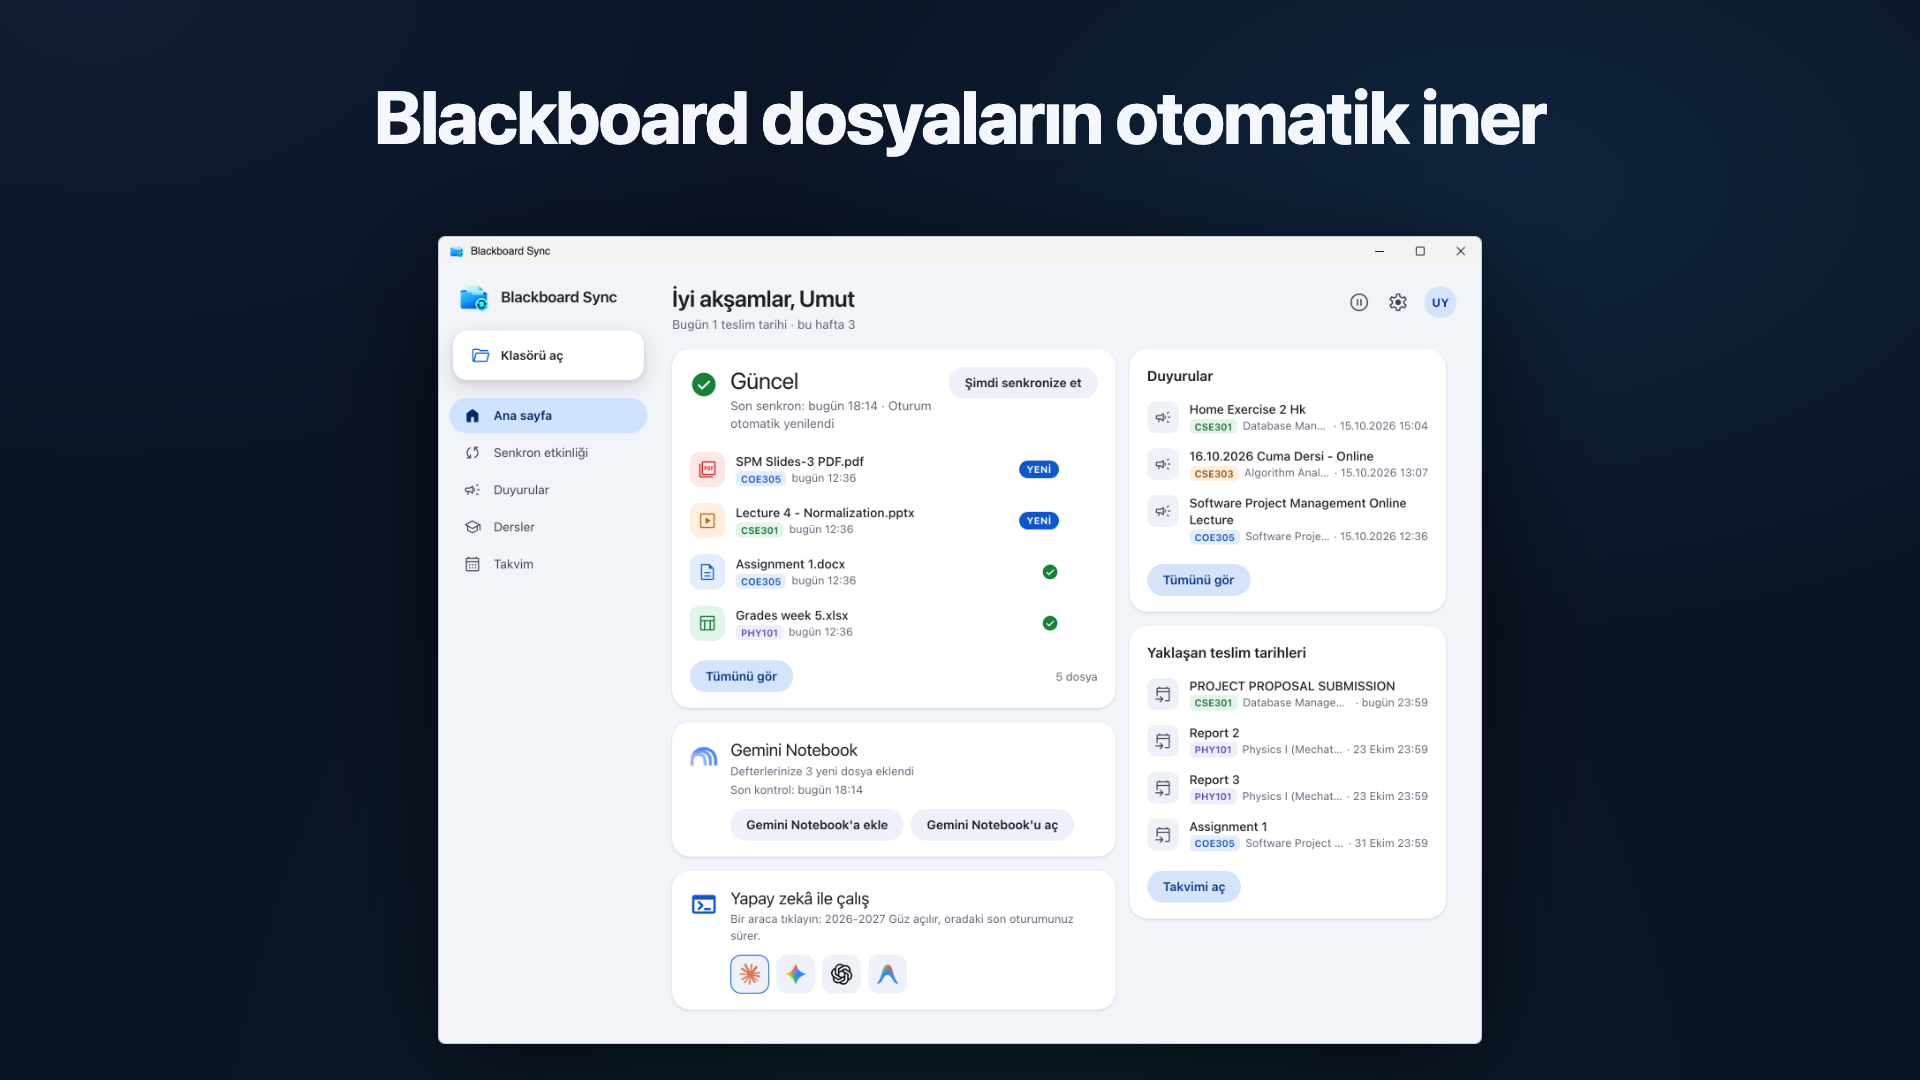 Blackboard dosyaların otomatik iner
Blackboard Sync
Blackboard Sync
Klasörü aç
Ana sayfa
Senkron etkinliği
Duyurular
Dersler
Takvim
İyi akşamlar, Umut
Bugün 1 teslim tarihi · bu hafta 3
UY
Güncel
Son senkron: bugün 18:14 · Oturum
otomatik yenilendi
Şimdi senkronize et
PDF
SPM Slides-3 PDF.pdf
COE305 bugün 12:36
YENİ
Lecture 4 - Normalization.pptx
CSE301 bugün 12:36
YENİ
Assignment 1.docx
COE305 bugün 12:36
Grades week 5.xlsx
PHY101 bugün 12:36
Tümünü gör
5 dosya
Gemini Notebook
Defterlerinize 3 yeni dosya eklendi
Son kontrol: bugün 18:14
Gemini Notebook'a ekle
Gemini Notebook'u aç
Yapay zekâ ile çalış
Bir araca tıklayın: 2026-2027 Güz açılır, oradaki son oturumunuz
sürer.
Duyurular
Home Exercise 2 Hk
CSE301 Database Man... · 15.10.2026 15:04
16.10.2026 Cuma Dersi - Online
CSE303 Algorithm Anal... · 15.10.2026 13:07
Software Project Management Online
Lecture
COE305 Software Proje... · 15.10.2026 12:36
Tümünü gör
Yaklaşan teslim tarihleri
PROJECT PROPOSAL SUBMISSION
CSE301 Database Manage... · bugün 23:59
Report 2
PHY101 Physics I (Mechat... · 23 Ekim 23:59
Report 3
PHY101 Physics I (Mechat... · 23 Ekim 23:59
Assignment 1
COE305 Software Project ... · 31 Ekim 23:59
Takvimi aç